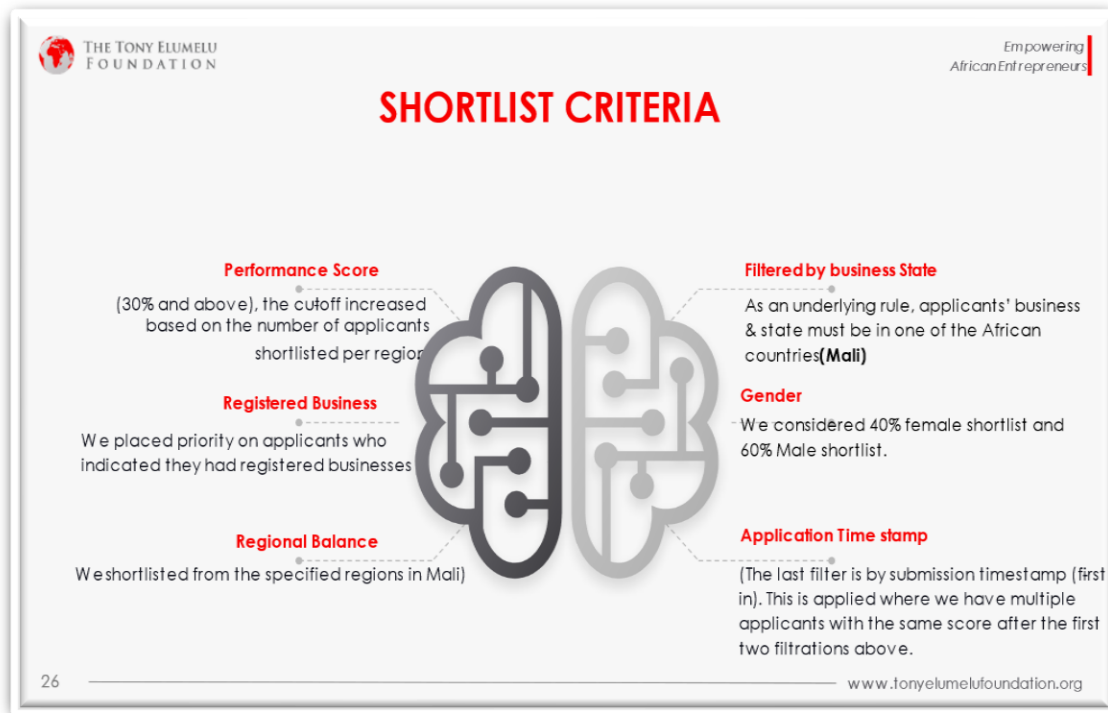 THE TONY ELUMELU
FOUNDATION
Empowering
African Entrepreneurs
SHORTLIST CRITERIA
Performance Score
(30% and above), the cutoff increased
based on the number of applicants
shortlisted per region
Registered Business
We placed priority on applicants who
indicated they had registered businesses
Regional Balance
We shortlisted from the specified regions in Mali)
Filtered by business State
As an underlying rule, applicants’ business
& state must be in one of the African
countries(Mali)
Gender
We considered 40% female shortlist and
60% Male shortlist.
Application Time stamp
(The last filter is by submission timestamp (first
in). This is applied where we have multiple
applicants with the same score after the first
two filtrations above.
26
www.tonyelumelufoundation.org